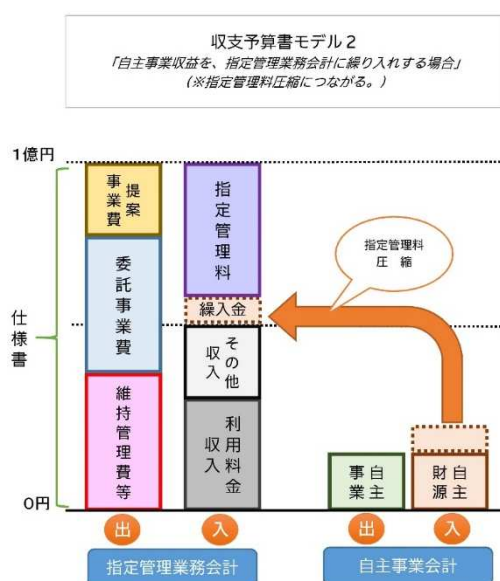 収支予算書モデル２
「自主事業収益を、指定管理業務会計に繰り入れする場合」
（※指定管理料圧縮につながる。）
1億円
仕様書
0円
提案
事業費
委託事業費
維持管理費等
指定管理料
繰入金
その他
収入
利用料金
収入
指定管理料
圧　縮
自主
事業
自主
財源
出
入
出
入
指定管理業務会計
自主事業会計